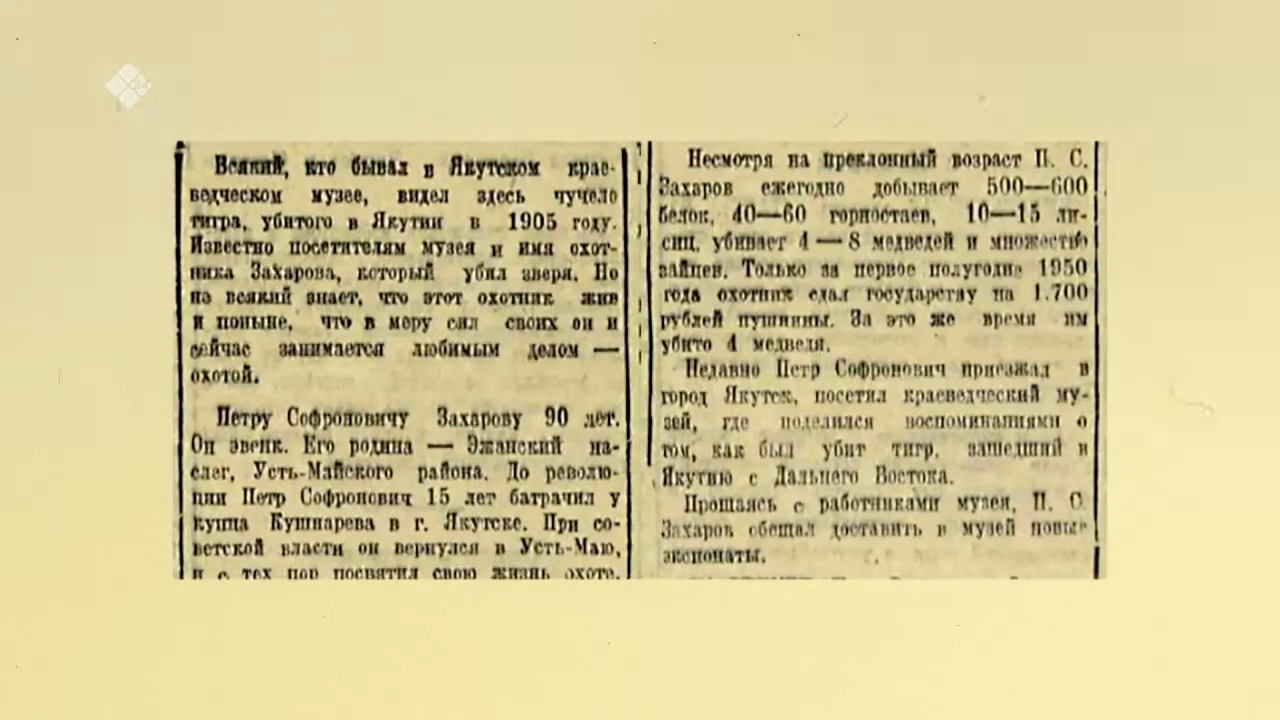 Всякий, кто бывал в Якутском крае-
ведческом музее, видел здесь чучело
тигра, убитого в Якутии в 1905 году.
Известно посетителям музея и имя охот-
ника Захарова, который убил зверя. Но
не всякий знает, что этот охотник жив
и поныне, что в меру сил своих он и
сейчас занимается любимым делом —
охотой.
Петру Софроновичу Захарову 90 лет.
Он эвенк. Его родина — Эжанский на-
слег, Усть-Майского района. До револю-
ции Петр Софронович 15 лет батрачил у
купца Кушнарева в г. Якутске. При со-
ветской власти он вернулся в Усть-Маю,
и с тех пор посвятил свою жизнь охоте.
Несмотря на преклонный возраст П. С.
Захаров ежегодно добывает 500—600
белок, 40—60 горностаев, 10—15 ли-
сиц, убивает 4 — 8 медведей и множество
зайцев. Только за первое полугодие 1950
года охотник сдал государству на 1.700
рублей пушнины. За это же время им
убито 4 медведя.
Недавно Петр Софронович приезжал в
город Якутск, посетил краеведческий му-
зей, где поделился воспоминаниями о
том, как был убит тигр, зашедший в
Якутию с Дальнего Востока.
Прощаясь с работниками музея, П. С.
Захаров обещал доставить в музей новые
экспонаты.